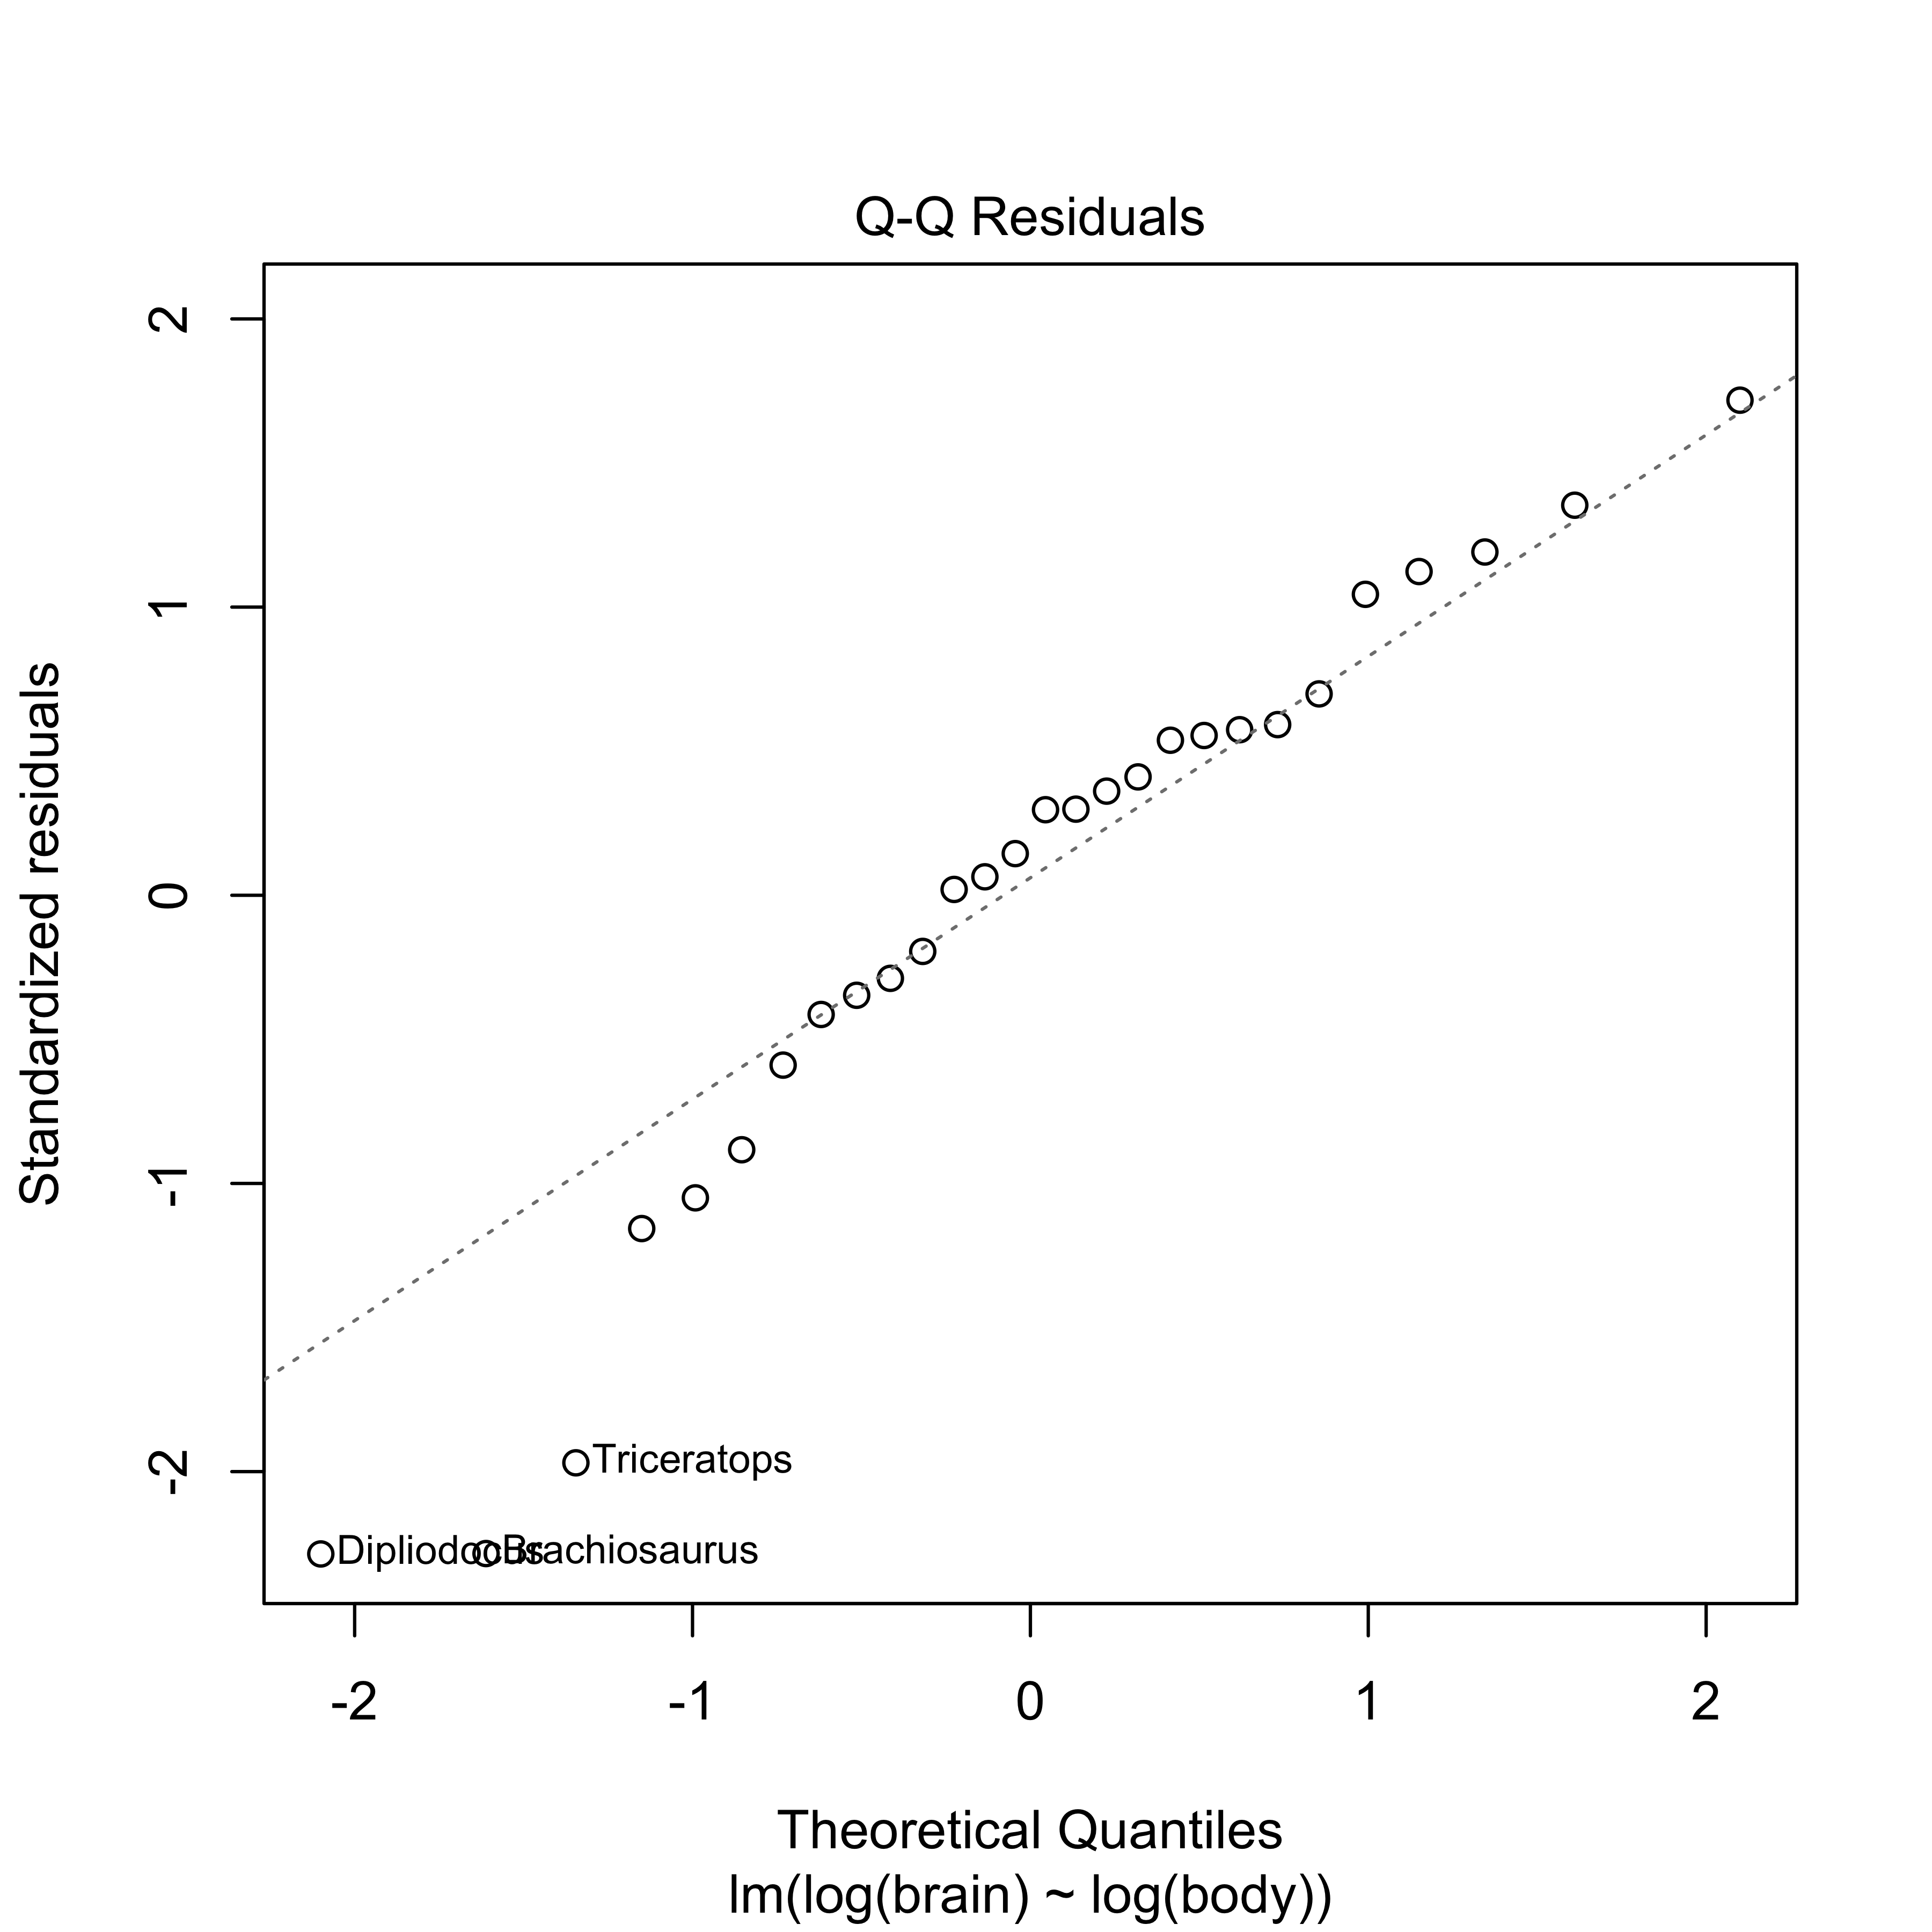 Q-Q Residuals
Standardized residuals
2
1
0
-1
-2
Triceratops
Dipliodocus
Brachiosaurus
-2
-1
0
1
2
Theoretical Quantiles
lm(log(brain) ~ log(body))